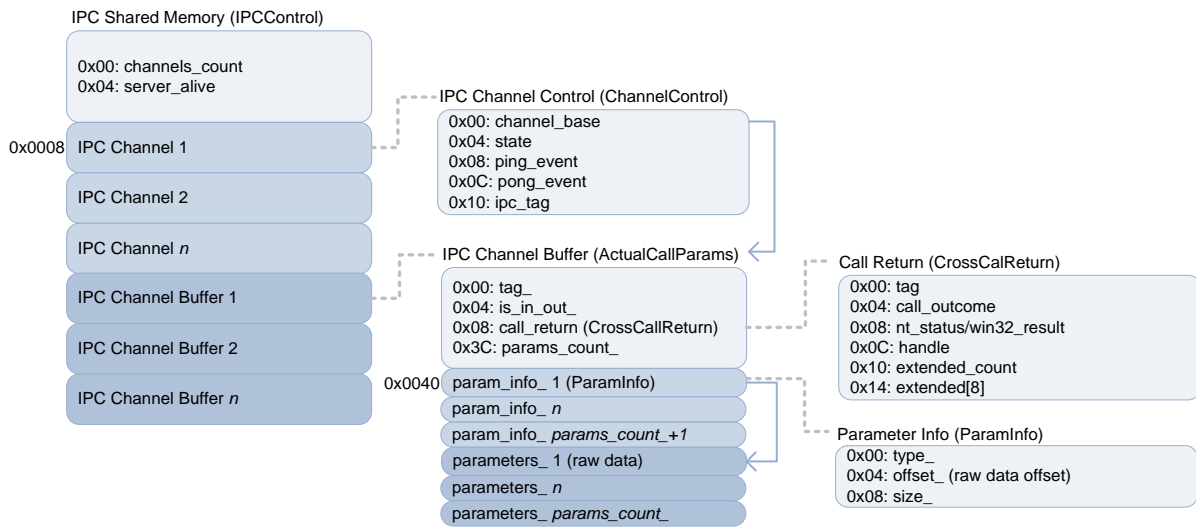 IPC Shared Memory (IPCControl)
0x00: channels_count
0x04: server_alive
0x0008
IPC Channel 1
IPC Channel 2
IPC Channel n
IPC Channel Buffer 1
IPC Channel Buffer 2
IPC Channel Buffer n
IPC Channel Control (ChannelControl)
0x00: channel_base
0x04: state
0x08: ping_event
0x0C: pong_event
0x10: ipc_tag
IPC Channel Buffer (ActualCallParams)
0x00: tag_
0x04: is_in_out_
0x08: call_return (CrossCallReturn)
0x3C: params_count_
0x0040
param_info_ 1 (ParamInfo)
param_info_ n
param_info_ params_count_+1
parameters_ 1 (raw data)
parameters_ n
parameters_ params_count_
Call Return (CrossCalReturn)
0x00: tag
0x04: call_outcome
0x08: nt_status/win32_result
0x0C: handle
0x10: extended_count
0x14: extended[8]
Parameter Info (ParamInfo)
0x00: type_
0x04: offset_ (raw data offset)
0x08: size_